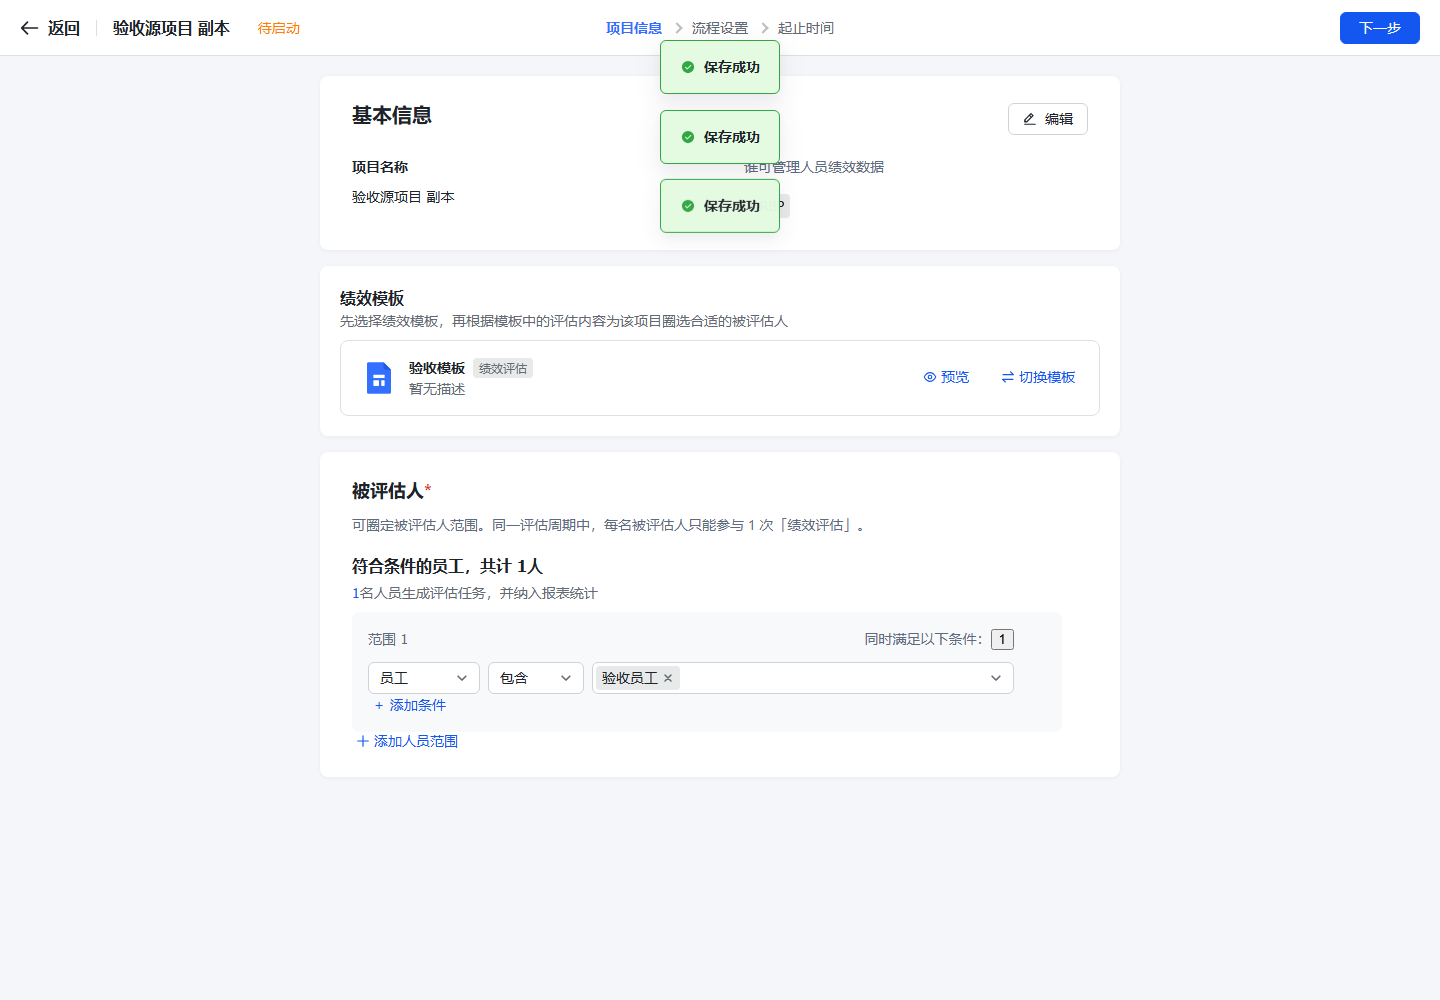 返回
验收源项目 副本
待启动
项目信息
流程设置
起止时间
下一步
保存成功
保存成功
保存成功
基本信息
编辑
项目名称
谁可管理人员绩效数据
验收源项目 副本
绩效模板
先选择绩效模板，再根据模板中的评估内容为该项目圈选合适的被评估人
验收模板
绩效评估
暂无描述
预览
切换模板
被评估人*
可圈定被评估人范围。同一评估周期中，每名被评估人只能参与 1 次「绩效评估」。
符合条件的员工，共计 1人
1名人员生成评估任务，并纳入报表统计
范围 1
同时满足以下条件： 1
员工
包含
验收员工
+ 添加条件
添加人员范围